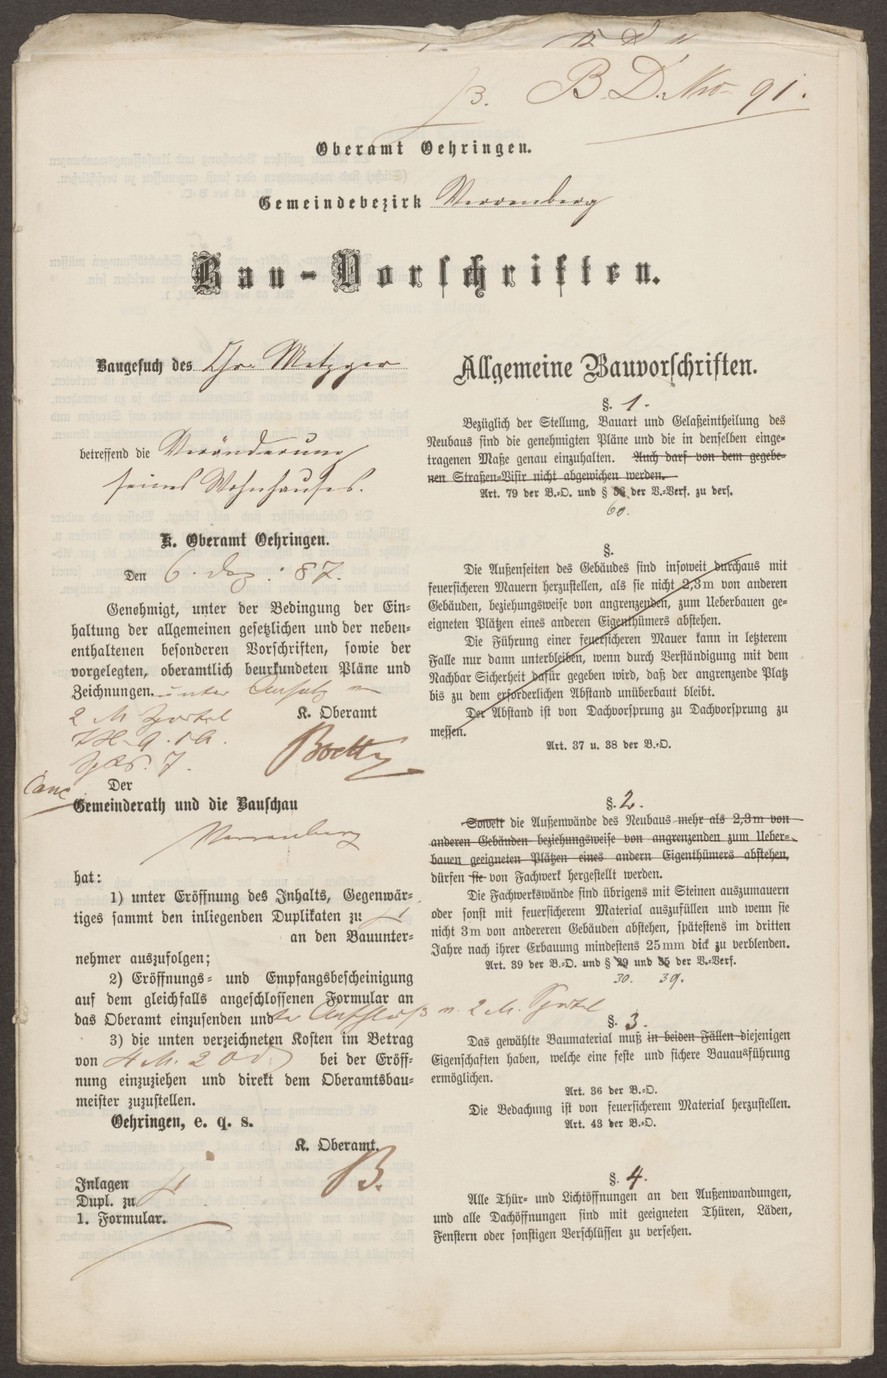 B. D. Nro 91.
Oberamt Oehringen.
Gemeindebezirk Verrenberg
Bau-Vorschriften.
Baugesuch des Chr. Metzger
betreffend die Veränderung
seines Wohnhauses.
K. Oberamt Oehringen.
Den 6. Dez. 87.
Genehmigt, unter der Bedingung der Ein-
haltung der allgemeinen gesetzlichen und der neben-
enthaltenen besonderen Vorschriften, sowie der
vorgelegten, oberamtlich beurkundeten Pläne und
Zeichnungen. unter Ansatz
2 M Sportel
K. Oberamt
Der
Gemeinderath und die Bauschau
Verrenberg
hat:
1) unter Eröffnung des Inhalts, Gegenwär-
tiges sammt den inliegenden Duplikaten zu
an den Bauunter-
nehmer auszufolgen;
2) Eröffnungs- und Empfangsbescheinigung
auf dem gleichfalls angeschlossenen Formular an
das Oberamt einzusenden und 2 M. Sportel
3) die unten verzeichneten Kosten im Betrag
von 4 M. 20 bei der Eröff-
nung einzuziehen und direkt dem Oberamtsbau-
meister zuzustellen.
Oehringen, e. q. s.
K. Oberamt.
B.
Inlagen
Dupl. zu
1. Formular.
Allgemeine Bauvorschriften.
§. 1.
Bezüglich der Stellung, Bauart und Gelaßeintheilung des
Neubaus sind die genehmigten Pläne und die in denselben einge-
tragenen Maße genau einzuhalten. Auch darf von dem gegebe-
nen Straßen-Visir nicht abgewichen werden.
Art. 79 der B.-O. und § der V.-Verf. zu ders.
60.
§.
Die Außenseiten des Gebäudes sind insoweit durchaus mit
feuersicheren Mauern herzustellen, als sie nicht 2,3 m von anderen
Gebäuden, beziehungsweise von angrenzenden, zum Ueberbauen ge-
eigneten Plätzen eines anderen Eigenthümers abstehen.
Die Führung einer feuersicheren Mauer kann in letzterem
Falle nur dann unterbleiben, wenn durch Verständigung mit dem
Nachbar Sicherheit dafür gegeben wird, daß der angrenzende Platz
bis zu dem erforderlichen Abstand unüberbaut bleibt.
Der Abstand ist von Dachvorsprung zu Dachvorsprung zu
messen.
Art. 37 u. 38 der B.-O.
§. 2.
Soweit die Außenwände des Neubaus mehr als 2,3 m von
anderen Gebäuden beziehungsweise von angrenzenden zum Ueber-
bauen geeigneten Plätzen eines andern Eigenthümers abstehen,
dürfen sie von Fachwerk hergestellt werden.
Die Fachwerkswände sind übrigens mit Steinen auszumauern
oder sonst mit feuersicherem Material auszufüllen und wenn sie
nicht 3 m von andereren Gebäuden abstehen, spätestens im dritten
Jahre nach ihrer Erbauung mindestens 25 mm dick zu verblenden.
Art. 39 der B.-O. und § 29 und 36 der V.-Verf.
30. 39.
§. 3.
Das gewählte Baumaterial muß in beiden Fällen diejenigen
Eigenschaften haben, welche eine feste und sichere Bauausführung
ermöglichen.
Art. 36 der B.-O.
Die Bedachung ist von feuersicherem Material herzustellen.
Art. 43 der B.-O.
§. 4.
Alle Thür- und Lichtöffnungen an den Außenwandungen,
und alle Dachöffnungen sind mit geeigneten Thüren, Läden,
Fenstern oder sonstigen Verschlüssen zu versehen.